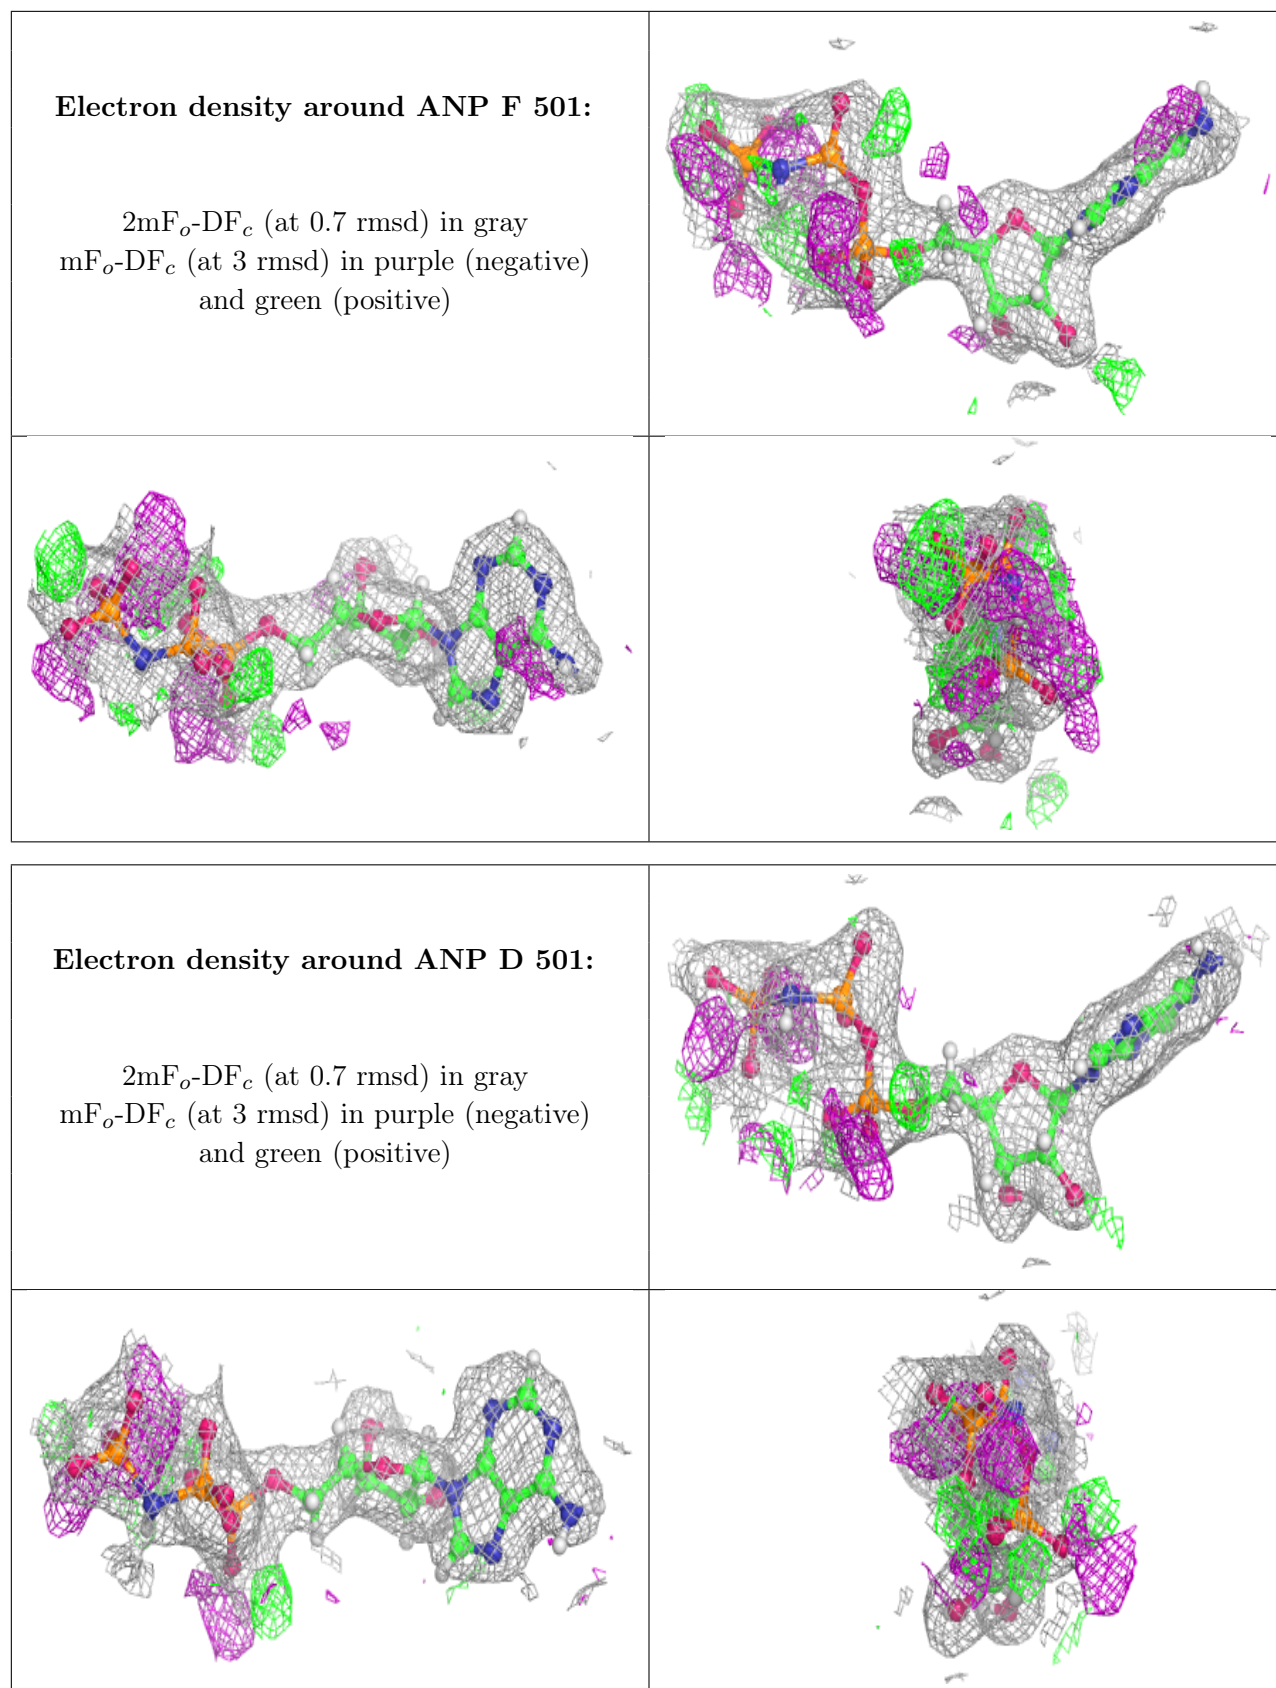 Electron density around ANP F 501:
2mFₒ-DF𝒸 (at 0.7 rmsd) in gray
mFₒ-DF𝒸 (at 3 rmsd) in purple (negative)
and green (positive)
Electron density around ANP D 501:
2mFₒ-DF𝒸 (at 0.7 rmsd) in gray
mFₒ-DF𝒸 (at 3 rmsd) in purple (negative)
and green (positive)